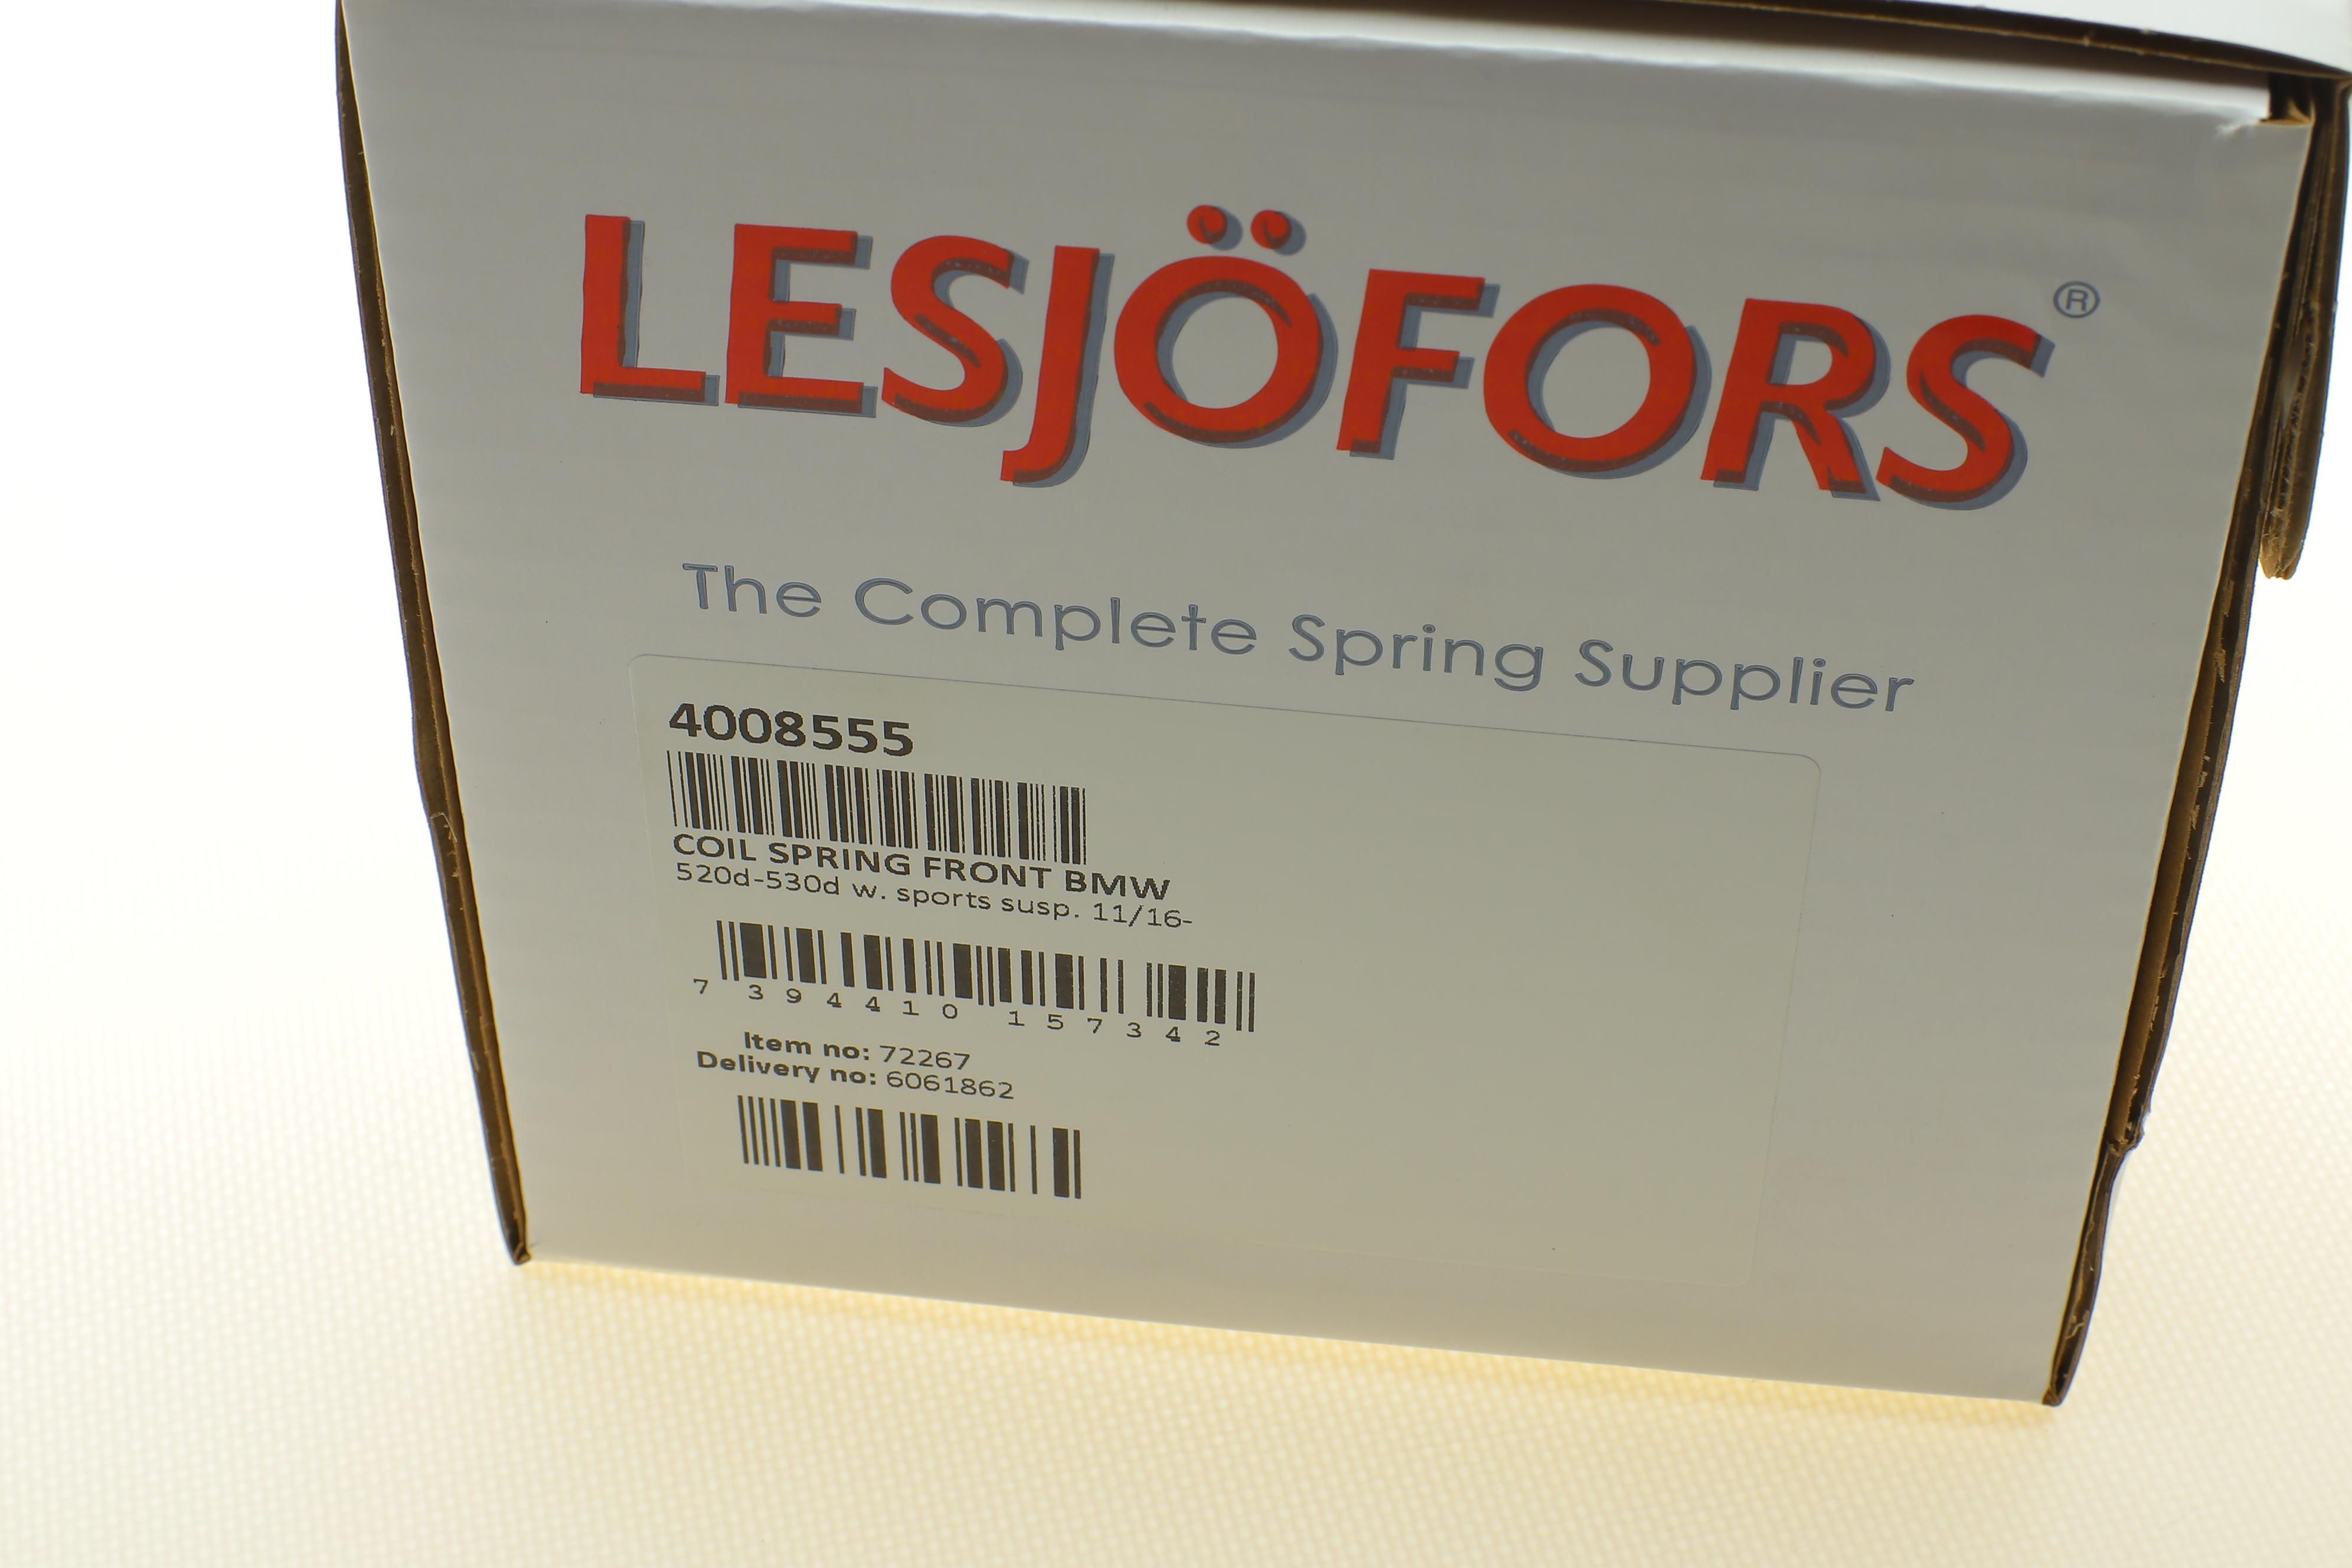 LESJÖFORS®
The Complete Spring Supplier
4008555
COIL SPRING FRONT BMW
520d-530d w. sports susp. 11/16-
7 394410 157342
Item no: 72267
Delivery no: 6061862